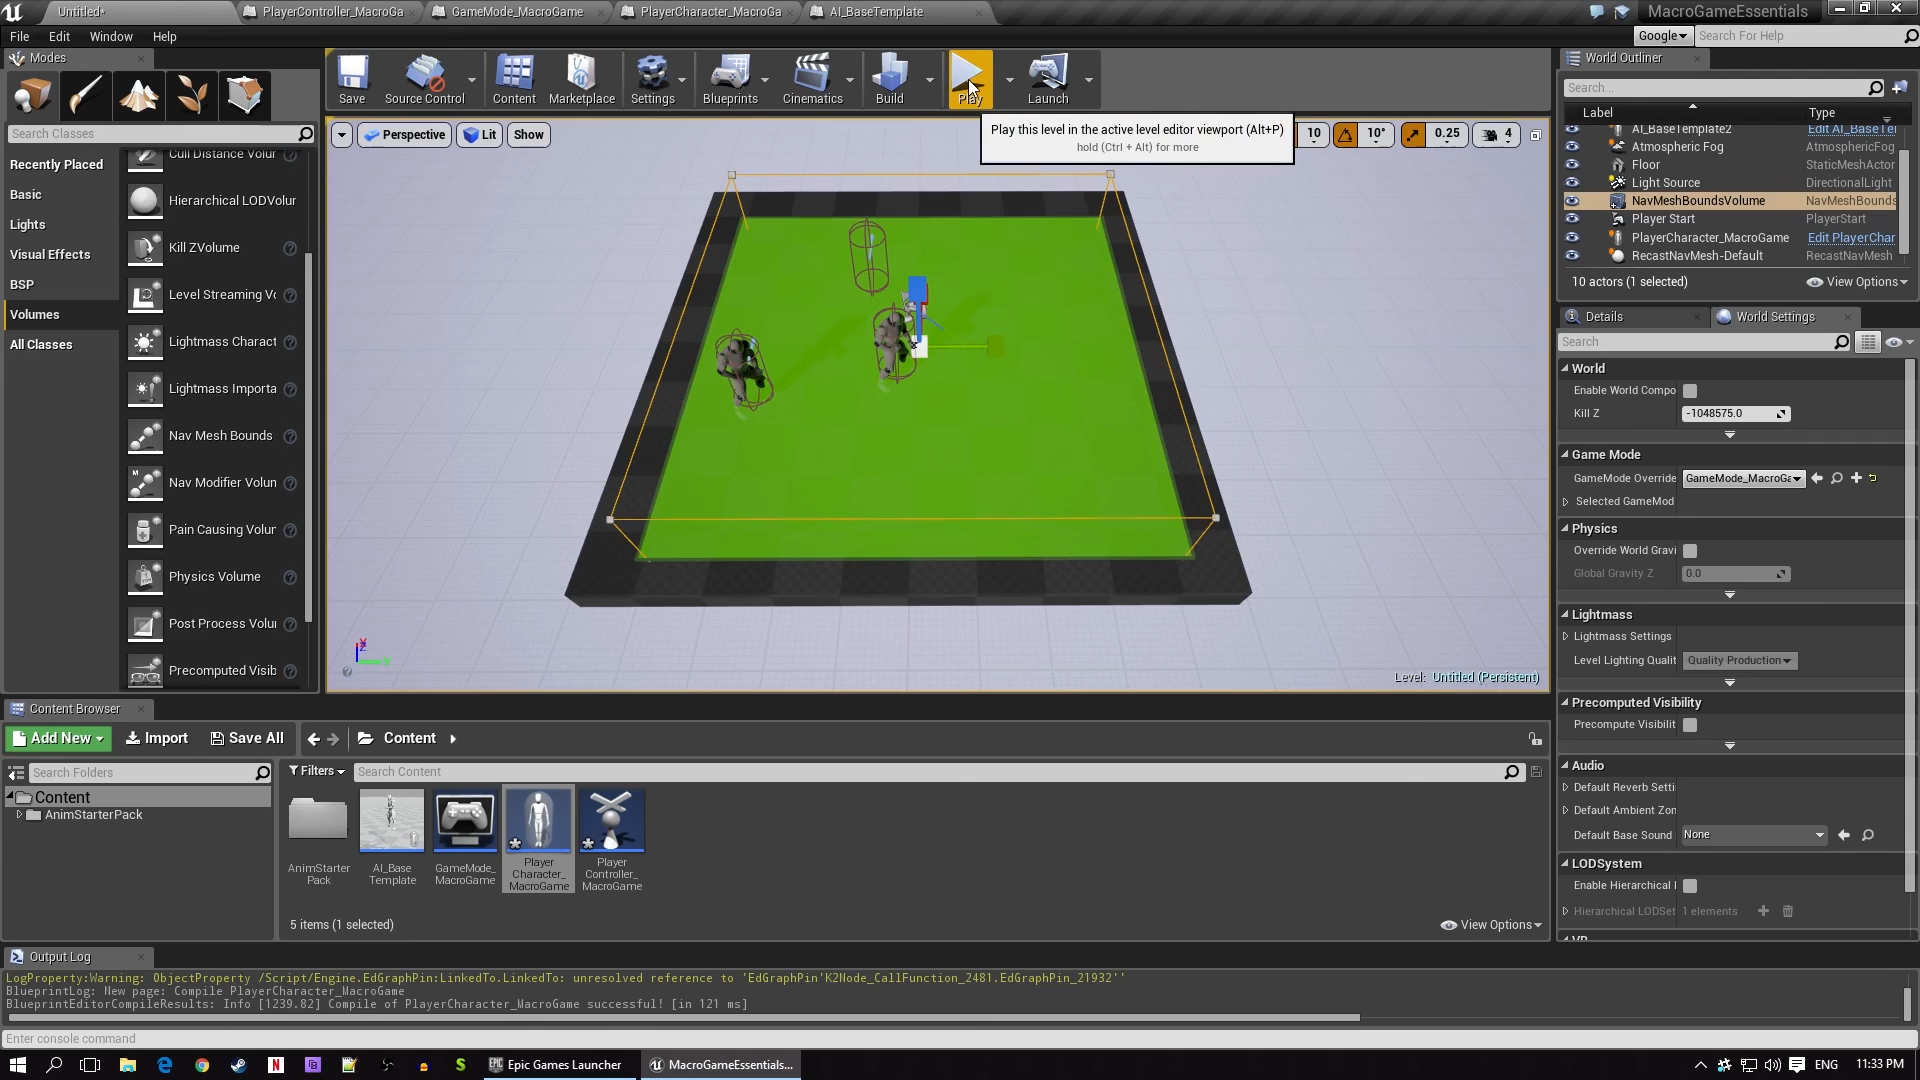 Untitled*
PlayerController_MacroGa
GameMode_MacroGame
PlayerCharacter_MacroGa
AI_BaseTemplate
MacroGameEssentials
File Edit Window Help
Google
Search For Help
Modes
Save
Source Control
Content
Marketplace
Settings
Blueprints
Cinematics
Build
Play
Launch
Play this level in the active level editor viewport (Alt+P)
hold (Ctrl + Alt) for more
Search Classes
Recently Placed
Basic
Lights
Visual Effects
BSP
Volumes
All Classes
Cull Distance Volur
Hierarchical LODVolur
Kill ZVolume
Level Streaming Vo
Lightmass Charact
Lightmass Importa
Nav Mesh Bounds
Nav Modifier Volun
Pain Causing Volur
Physics Volume
Post Process Volur
Precomputed Visib
Perspective
Lit
Show
10
10°
0.25
4
Level: Untitled (Persistent)
World Outliner
Search...
Label Type
AI_BaseTemplate2 Edit AI_BaseTel
Atmospheric Fog AtmosphericFog
Floor StaticMeshActor
Light Source DirectionalLight
NavMeshBoundsVolume NavMeshBounds
Player Start PlayerStart
PlayerCharacter_MacroGame Edit PlayerChar
RecastNavMesh-Default RecastNavMesh
10 actors (1 selected)
View Options
Details
World Settings
Search
World
Enable World Compo
Kill Z -1048575.0
Game Mode
GameMode Override GameMode_MacroGa
Selected GameMod
Physics
Override World Gravi
Global Gravity Z 0.0
Lightmass
Lightmass Settings
Level Lighting Qualit Quality Production
Precomputed Visibility
Precompute Visibilit
Audio
Default Reverb Setti
Default Ambient Zon
Default Base Sound None
LODSystem
Enable Hierarchical I
Hierarchical LODSet 1 elements
VR
Content Browser
Add New
Import
Save All
Content
Search Folders
Content
AnimStarterPack
Filters
Search Content
AnimStarter
Pack
AI_Base
Template
GameMode_
MacroGame
Player
Character_
MacroGame
Player
Controller_
MacroGame
5 items (1 selected)
View Options
Output Log
LogProperty:Warning: ObjectProperty /Script/Engine.EdGraphPin:LinkedTo.LinkedTo: unresolved reference to 'EdGraphPin'K2Node_CallFunction_2481.EdGraphPin_21932''
BlueprintLog: New page: Compile PlayerCharacter_MacroGame
BlueprintEditorCompileResults: Info [1239.82] Compile of PlayerCharacter_MacroGame successful! [in 121 ms]
Enter console command
Epic Games Launcher
MacroGameEssentials...
ENG
11:33 PM